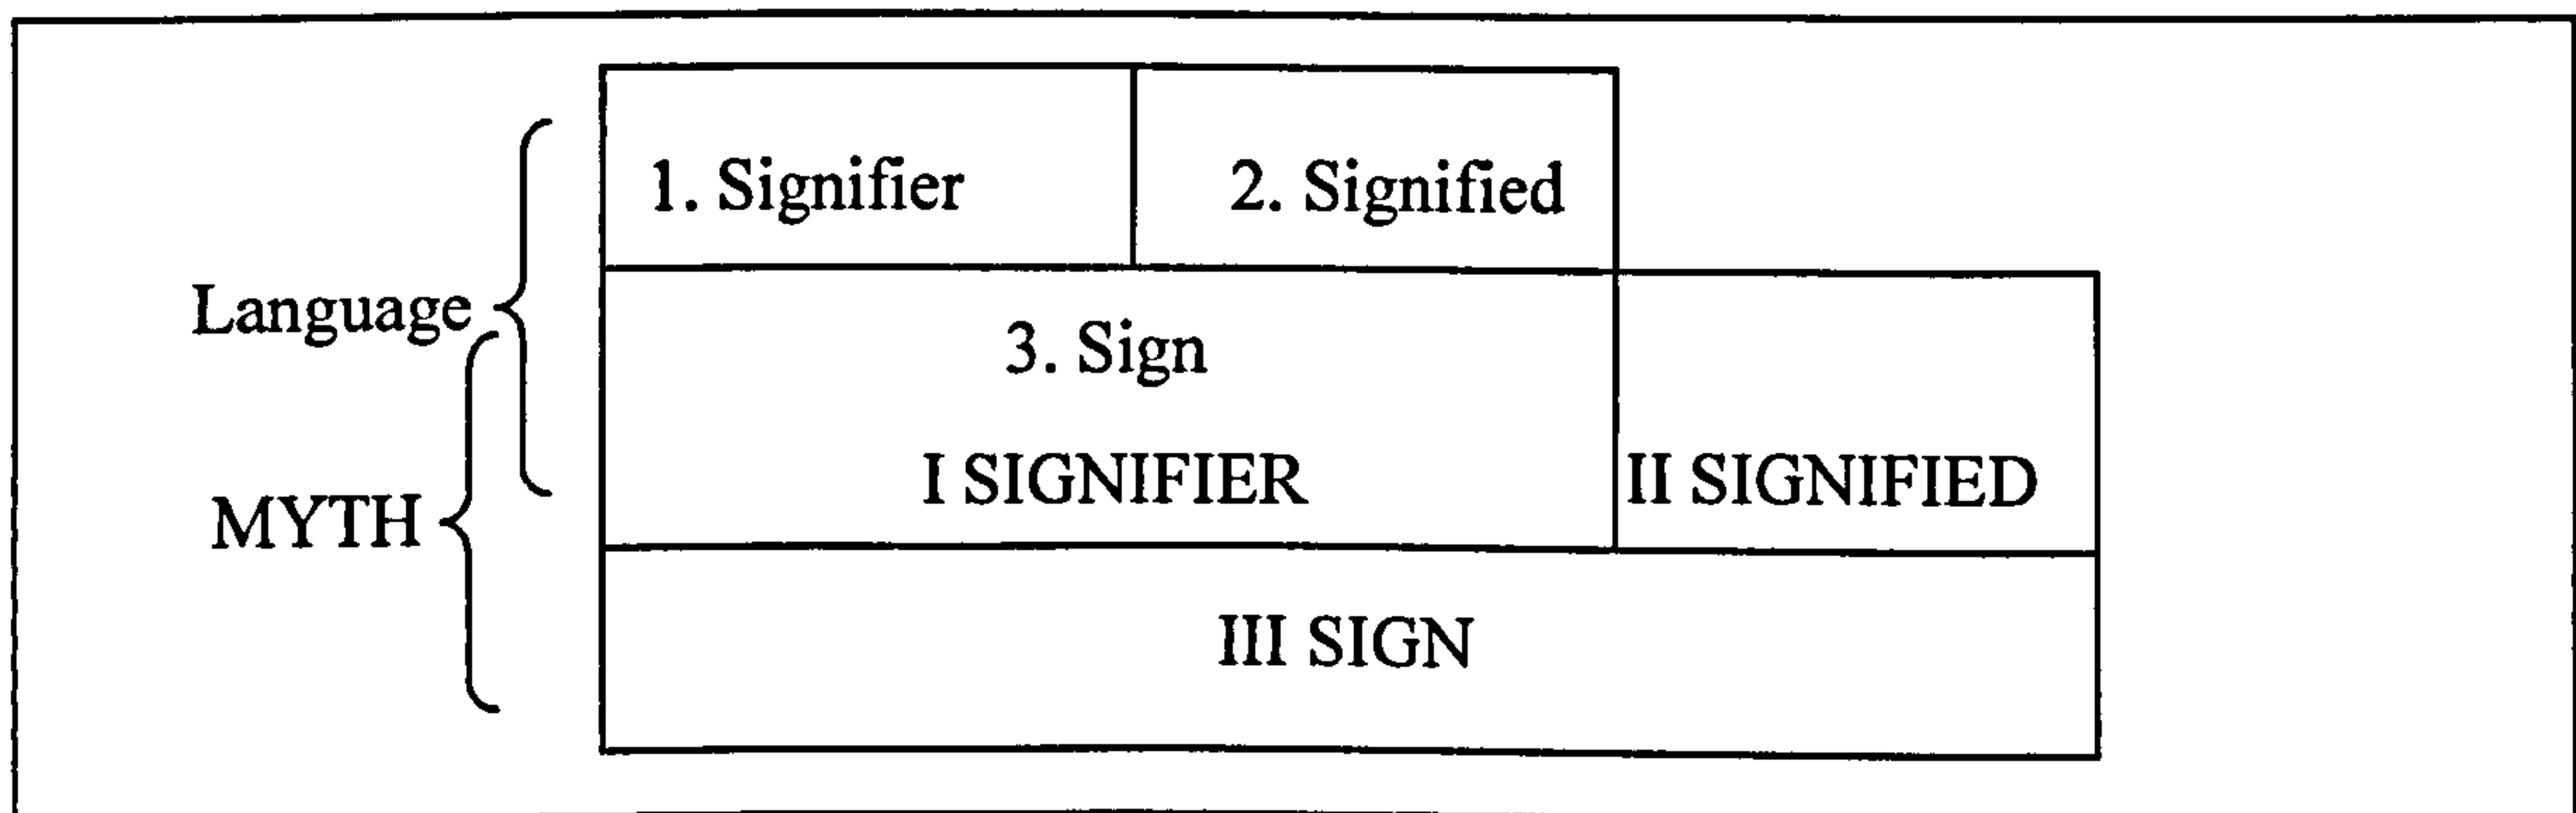 1. Signifier 2. Signified
Language
3. Sign
I SIGNIFIER II SIGNIFIED
MYTH
III SIGN